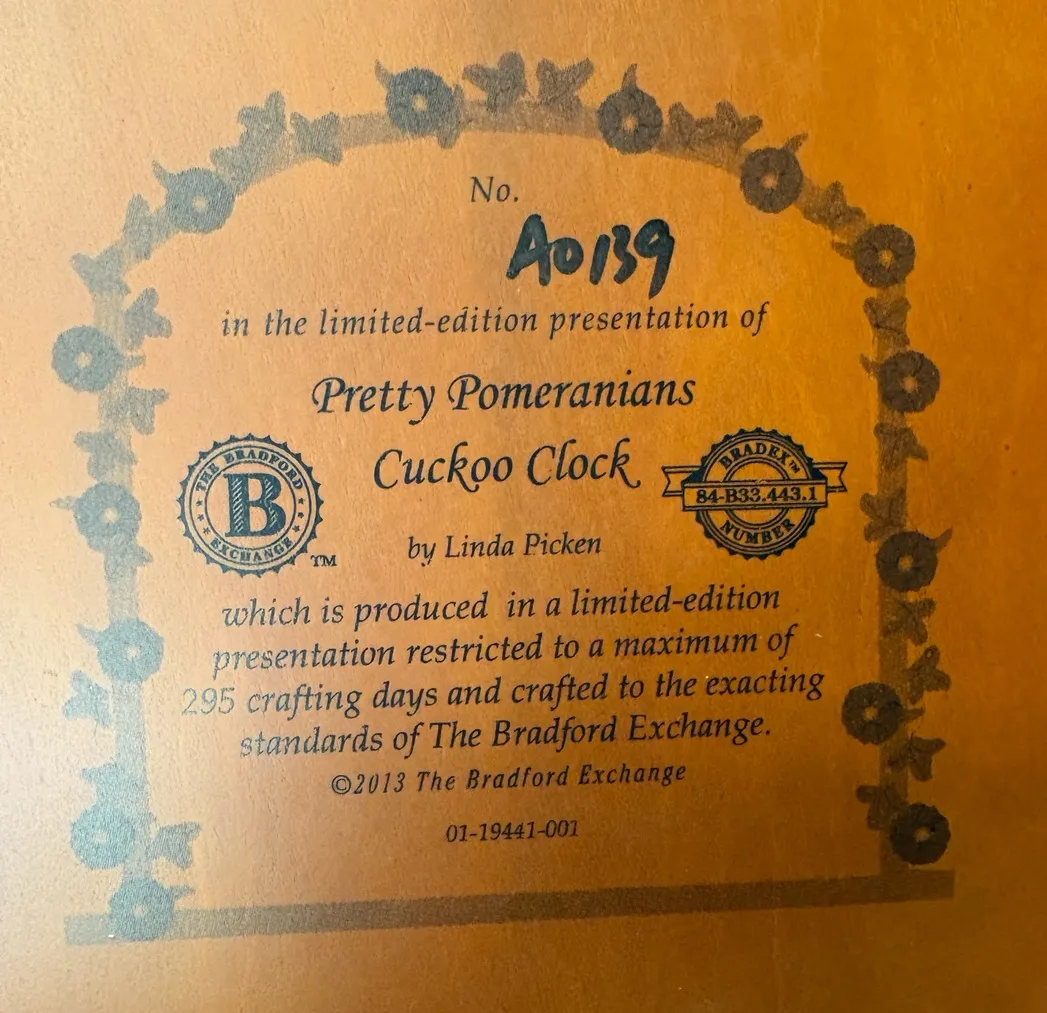 No.
A0139
in the limited-edition presentation of
Pretty Pomeranians
Cuckoo Clock
THE BRADFORD
B
EXCHANGE
TM
BRADEX™
84-B33.443.1
NUMBER
by Linda Picken
which is produced in a limited-edition
presentation restricted to a maximum of
295 crafting days and crafted to the exacting
standards of The Bradford Exchange.
©2013 The Bradford Exchange
01-19441-001